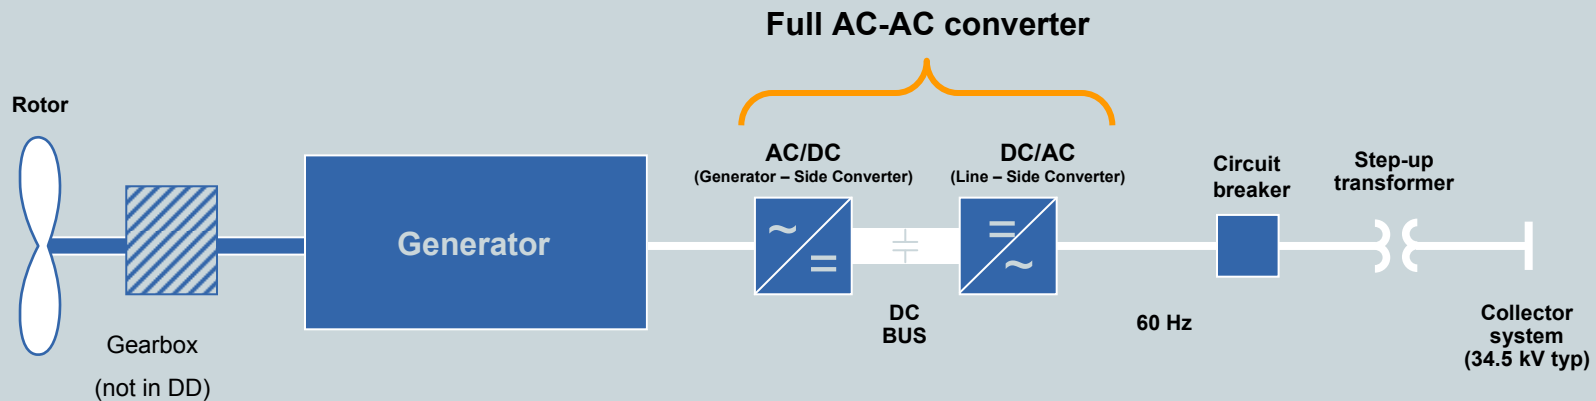 Full AC-AC converter
Rotor
AC/DC
(Generator – Side Converter)
DC/AC
(Line – Side Converter)
Circuit
breaker
Step-up
transformer
Generator
~
=
=
~
Gearbox
(not in DD)
DC
BUS
60 Hz
Collector
system
(34.5 kV typ)